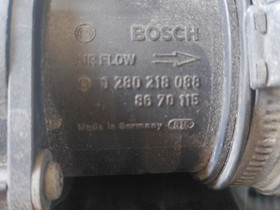 BOSCH
AIR FLOW
0 280 218 088
86 70 115
Made in Germany